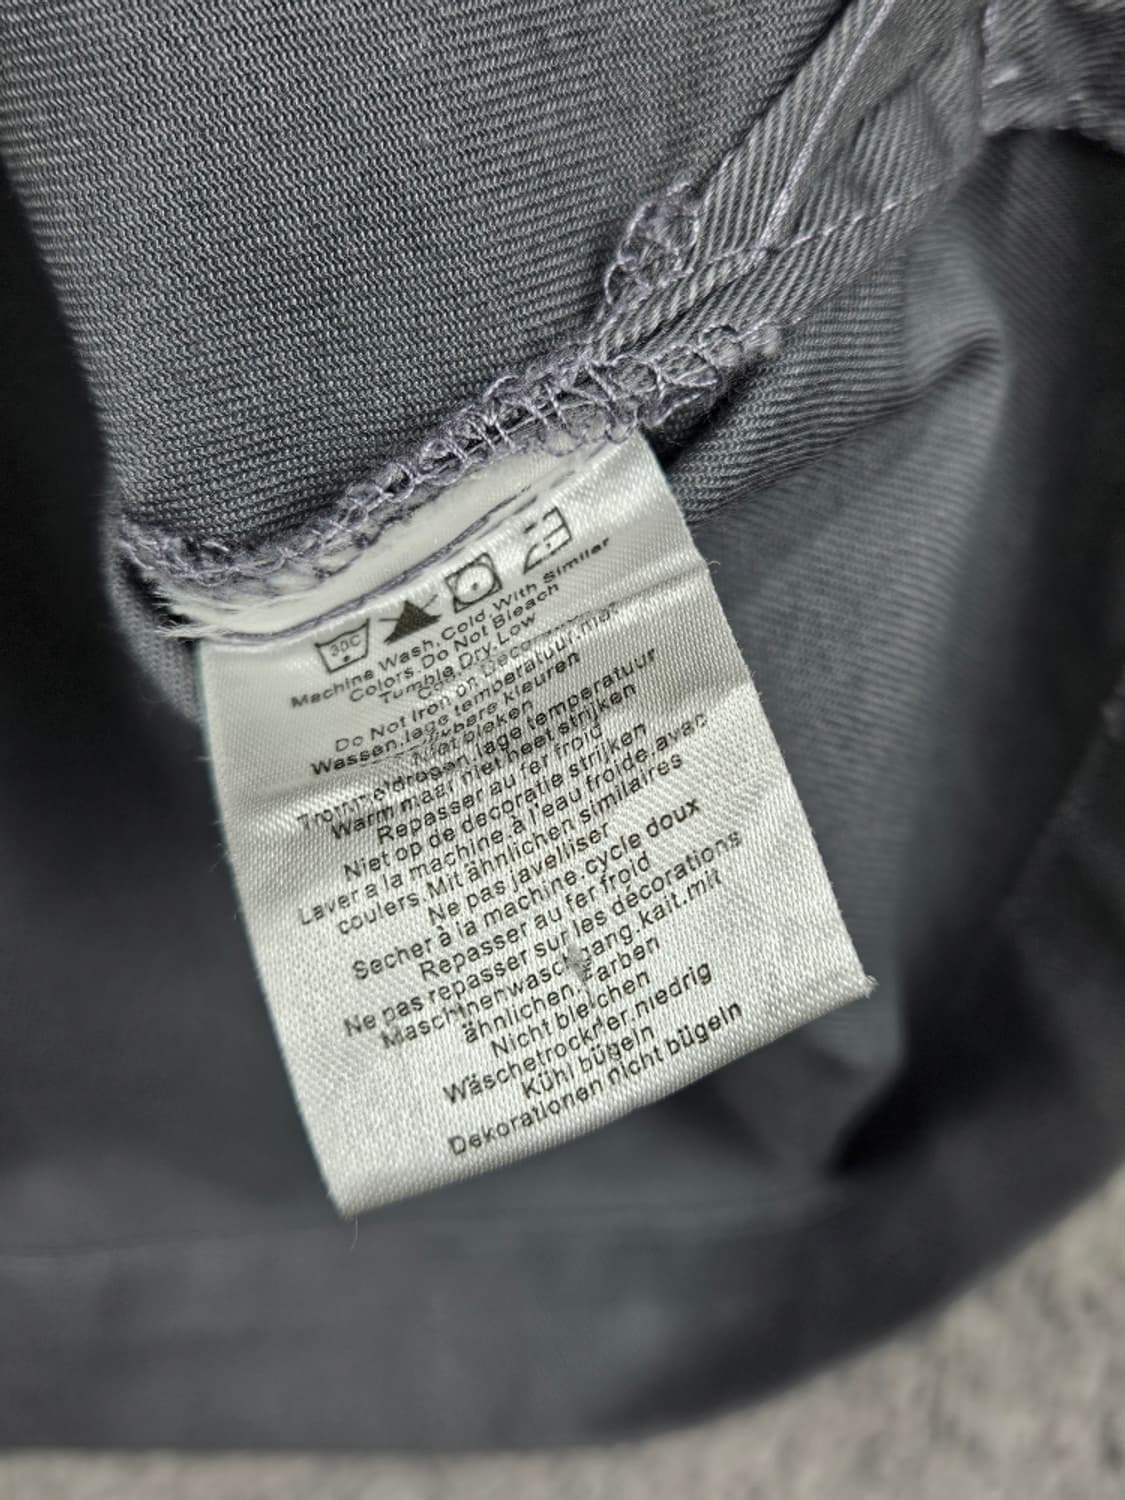 30C
Machine Wash,Cold,With Similar
Colors,Do Not Bleach
Tumble Dry,Low
Do Not Iron on Decoration
Wassen,lage temperatuur
kleuren
Niet bleken
Trommeldrogen,lage temperatuur
Warm maar niet heet strijken
Repasser au fer froid
Niet op de decoratie strijken
Laver a la machine à l'eau froide,avan
coulers,Mit ähnlichen similaires
Ne pas javelliser
Secher à la machine,cycle doux
Repasser au fer froid
Ne pas repasser sur les décorations
ähnlichen,Farben
Nicht bleichen
Wäschetrockner,niedrig
Kühl bügeln
Dekorationen nicht bügeln